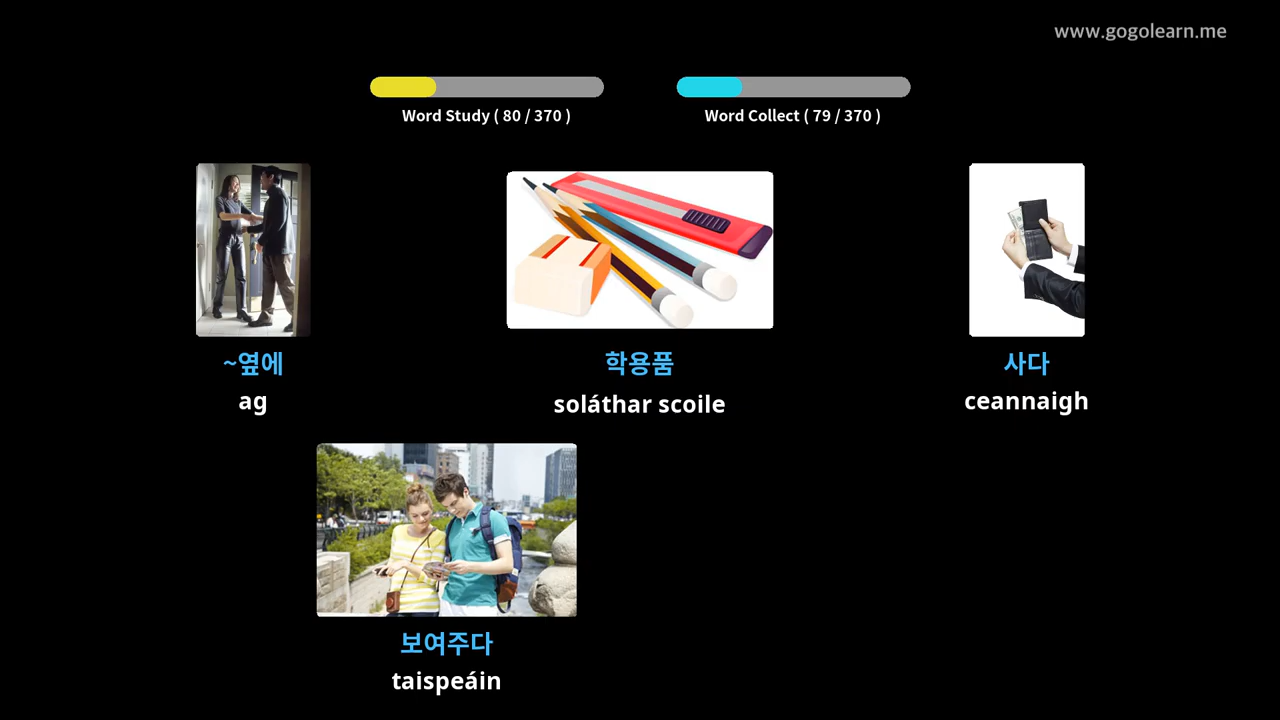 www.gogolearn.me
Word Study ( 80 / 370 )
Word Collect ( 79 / 370 )
~옆에
ag
학용품
soláthar scoile
사다
ceannaigh
보여주다
taispeáin